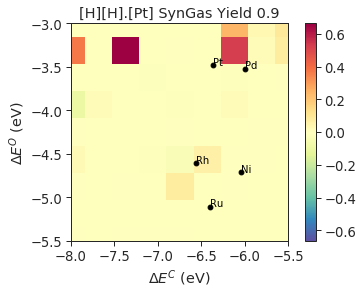 [H][H].[Pt] SynGas Yield 0.9
ΔE^O (eV)
−3.0
−3.5
−4.0
−4.5
−5.0
−5.5
Pt
Pd
Rh
Ni
Ru
−8.0 −7.5 −7.0 −6.5 −6.0 −5.5
ΔE^C (eV)
0.6
0.4
0.2
0.0
−0.2
−0.4
−0.6